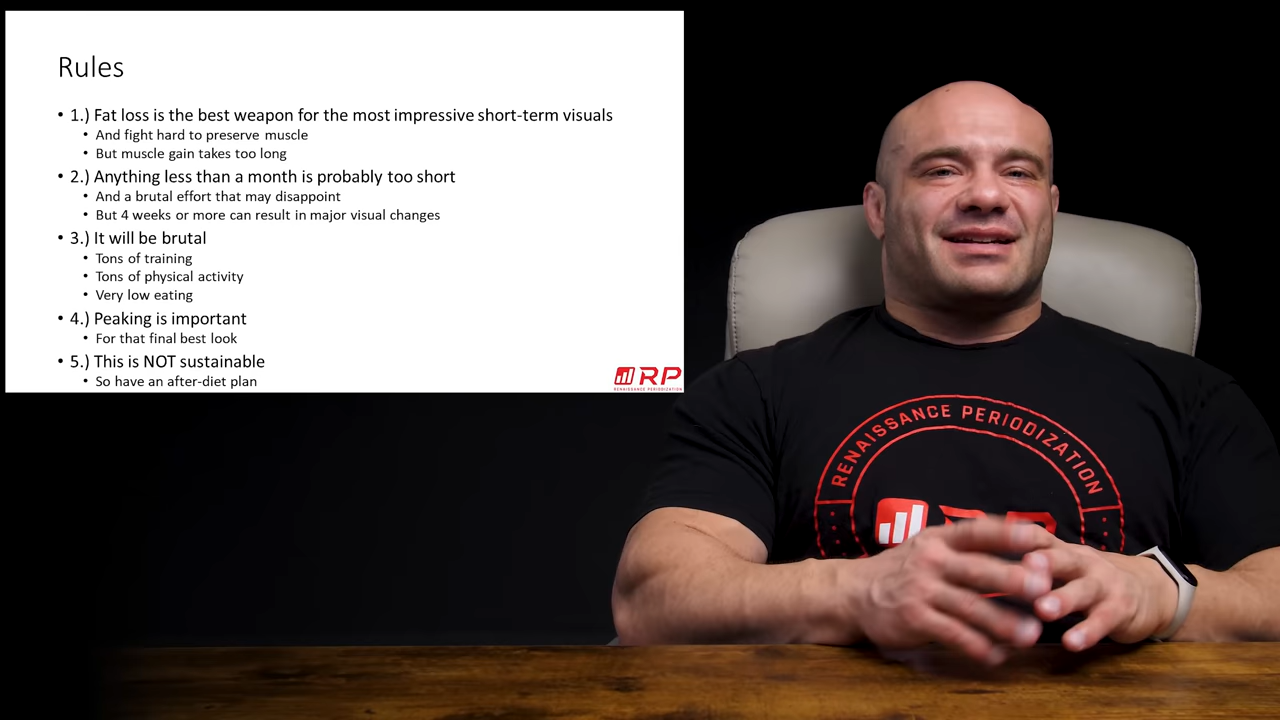 Rules
• 1.) Fat loss is the best weapon for the most impressive short-term visuals
• And fight hard to preserve muscle
• But muscle gain takes too long
• 2.) Anything less than a month is probably too short
• And a brutal effort that may disappoint
• But 4 weeks or more can result in major visual changes
• 3.) It will be brutal
• Tons of training
• Tons of physical activity
• Very low eating
• 4.) Peaking is important
• For that final best look
• 5.) This is NOT sustainable
• So have an after-diet plan
RP
RENAISSANCE PERIODIZATION
RENAISSANCE PERIODIZATION
RP